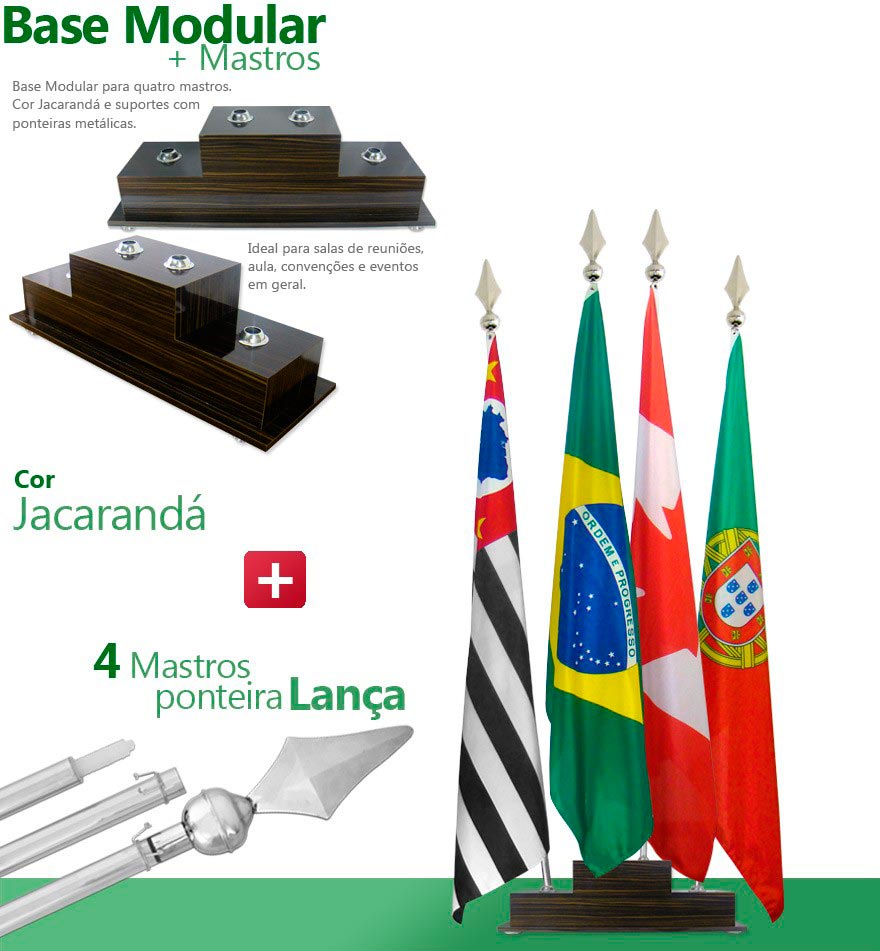 Base Modular
+ Mastros
Base Modular para quatro mastros.
Cor Jacarandá e suportes com
ponteiras metálicas.
Ideal para salas de reuniões,
aula, convenções e eventos
em geral.
Cor
Jacarandá
+
4 Mastros
ponteira Lança
ORDEM E PROGRESSO